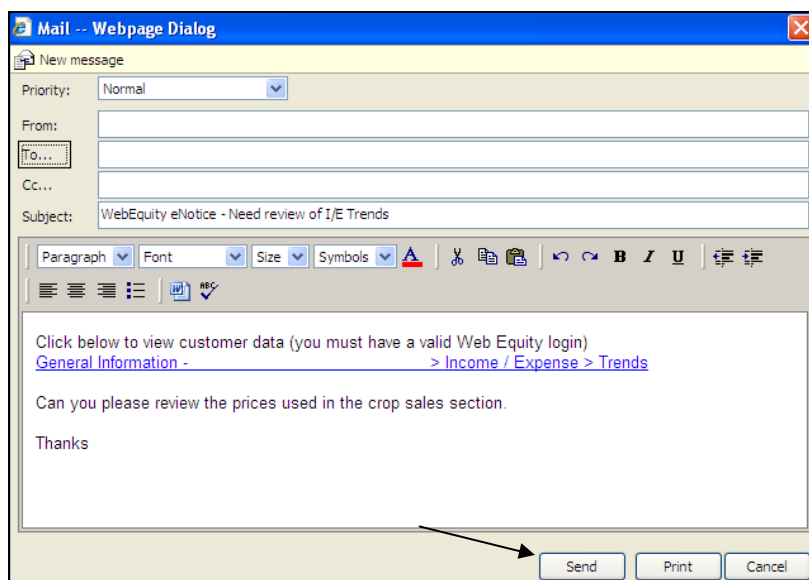 Mail -- Webpage Dialog
New message
Priority: Normal
From:
To...
Cc...
Subject: WebEquity eNotice - Need review of I/E Trends
Paragraph Font Size Symbols A B I U
W ABC
Click below to view customer data (you must have a valid Web Equity login)
General Information - > Income / Expense > Trends
Can you please review the prices used in the crop sales section.
Thanks
Send Print Cancel